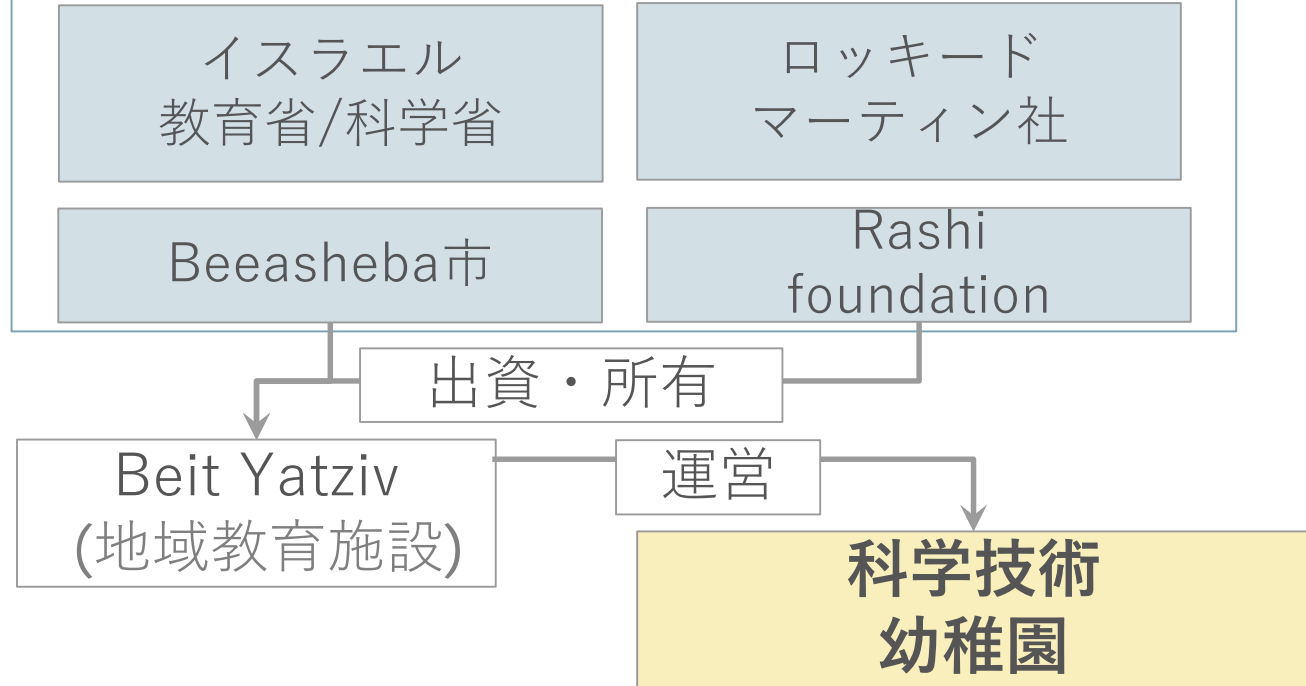 イスラエル
教育省/科学省
ロッキード
マーティン社
Beeasheba市
Rashi
foundation
出資・所有
Beit Yatziv
(地域教育施設)
運営
科学技術
幼稚園